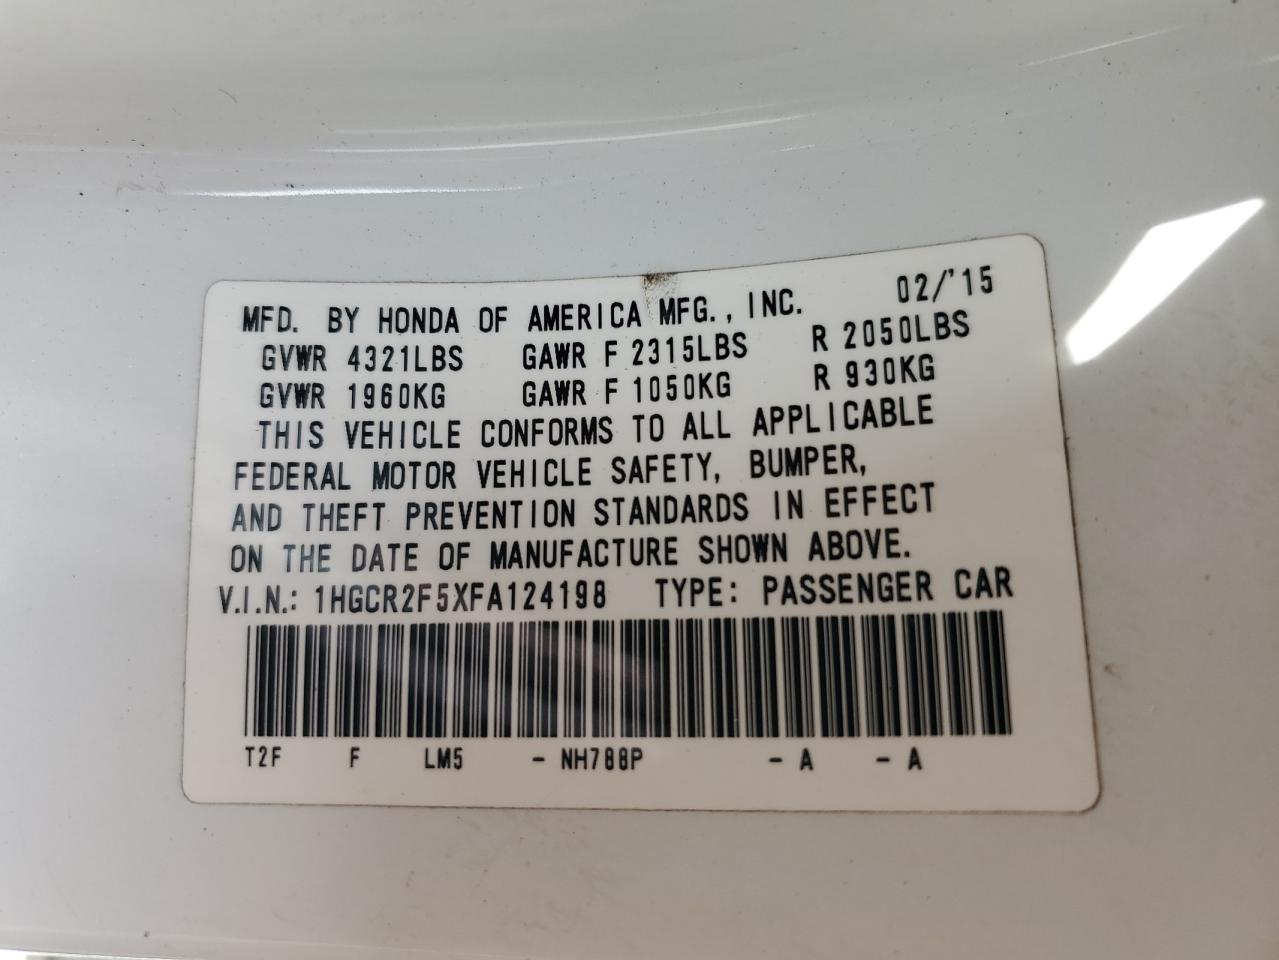 MFD. BY HONDA OF AMERICA MFG., INC. 02/'15
GVWR 4321LBS GAWR F 2315LBS R 2050LBS
GVWR 1960KG GAWR F 1050KG R 930KG
THIS VEHICLE CONFORMS TO ALL APPLICABLE
FEDERAL MOTOR VEHICLE SAFETY, BUMPER,
AND THEFT PREVENTION STANDARDS IN EFFECT
ON THE DATE OF MANUFACTURE SHOWN ABOVE.
V.I.N.: 1HGCR2F5XFA124198 TYPE: PASSENGER CAR
T2F F LM5 - NH788P - A - A